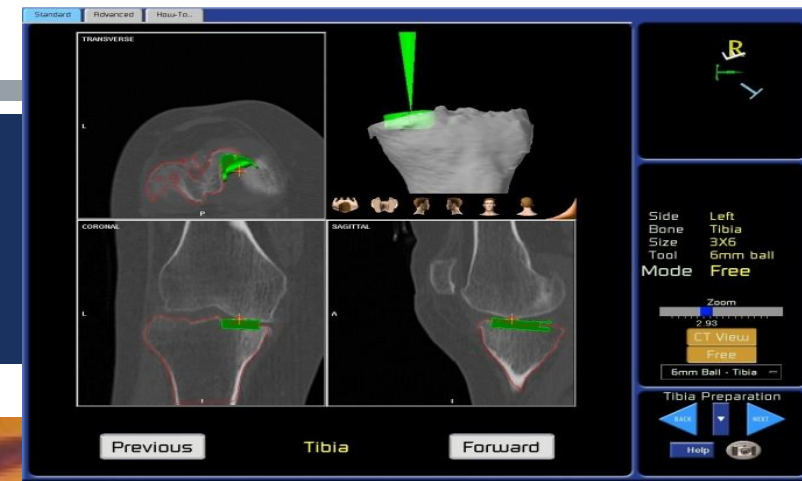 Standard Advanced How-To..
TRANSVERSE
L
P
R
CORONAL
L
I
SAGITTAL
A
I
Side Left
Bone Tibia
Size 3X6
Tool 6mm ball
Mode Free
Zoom
2.93
CT View
Free
6mm Ball - Tibia
Tibia Preparation
BACK NEXT
Help
Previous Tibia Forward